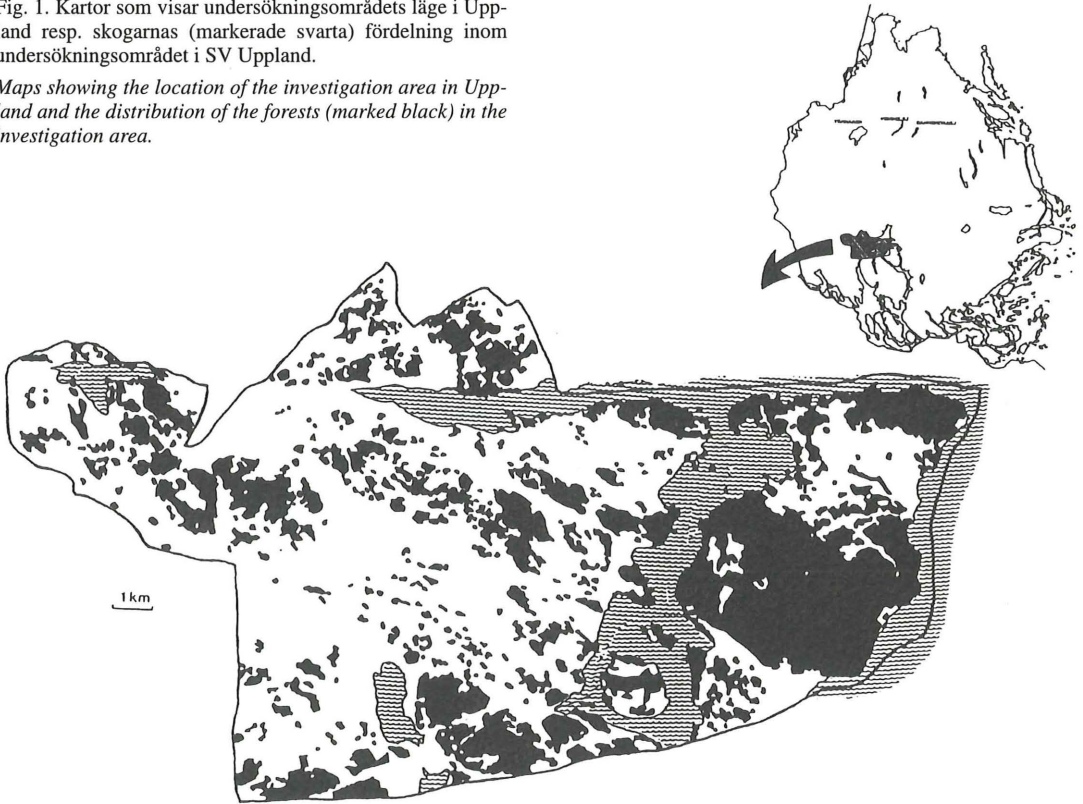 Fig. 1. Kartor som visar undersökningsområdets läge i Upp-
land resp. skogarnas (markerade svarta) fördelning inom
undersökningsområdet i SV Uppland.
Maps showing the location of the investigation area in Upp-
land and the distribution of the forests (marked black) in the
investigation area.
1 km